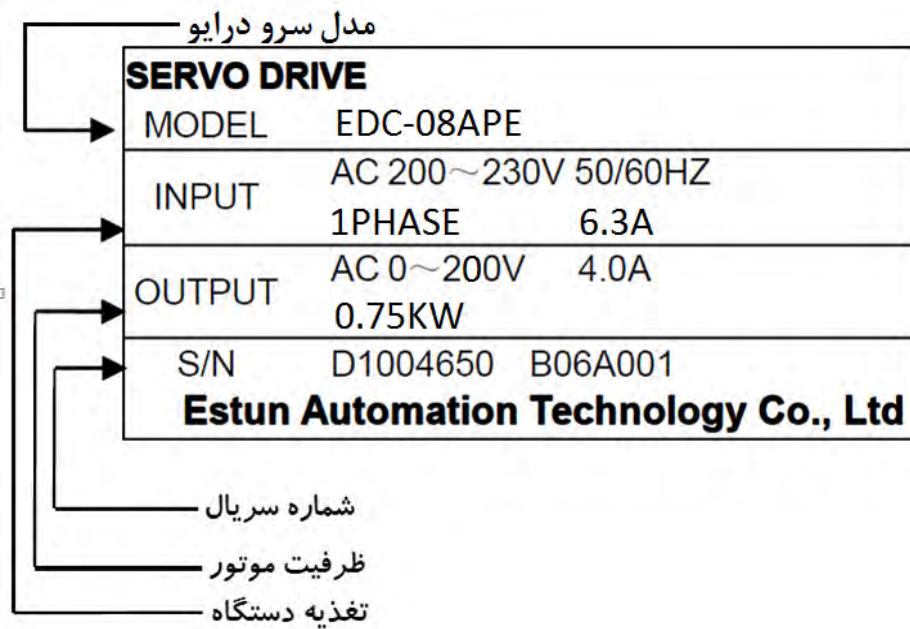 مدل سرو درایو
SERVO DRIVE
MODEL EDC-08APE
INPUT AC 200～230V 50/60HZ
1PHASE 6.3A
OUTPUT AC 0～200V 4.0A
0.75KW
S/N D1004650 B06A001
Estun Automation Technology Co., Ltd
شماره سریال
ظرفیت موتور
تغذیه دستگاه